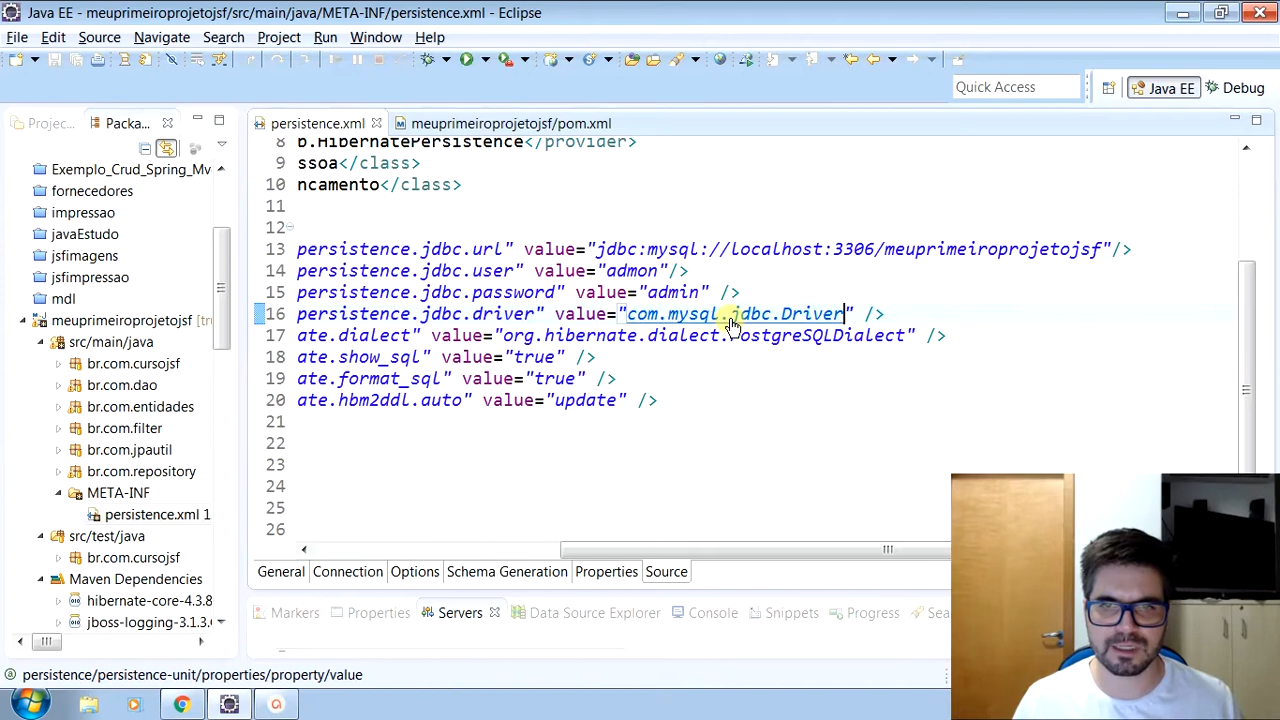 Java EE - meuprimeiroprojetojsf/src/main/java/META-INF/persistence.xml - Eclipse
File Edit Source Navigate Search Project Run Window Help
Quick Access
Java EE
Debug
Projec...
Packa...
persistence.xml
meuprimeiroprojetojsf/pom.xml
Exemplo_Crud_Spring_Mv
fornecedores
impressao
javaEstudo
jsfimagens
jsfimpressao
mdl
meuprimeiroprojetojsf [tru
src/main/java
br.com.cursojsf
br.com.dao
br.com.entidades
br.com.filter
br.com.jpautil
br.com.repository
META-INF
persistence.xml 1
src/test/java
br.com.cursojsf
Maven Dependencies
hibernate-core-4.3.8
jboss-logging-3.1.3.
8 b.HibernatePersistence</provider>
9 ssoa</class>
10 ncamento</class>
11
12
13 persistence.jdbc.url" value="jdbc:mysql://localhost:3306/meuprimeiroprojetojsf"/>
14 persistence.jdbc.user" value="admon"/>
15 persistence.jdbc.password" value="admin" />
16 persistence.jdbc.driver" value="com.mysql.jdbc.Driver" />
17 ate.dialect" value="org.hibernate.dialect.PostgreSQLDialect" />
18 ate.show_sql" value="true" />
19 ate.format_sql" value="true" />
20 ate.hbm2ddl.auto" value="update" />
21
22
23
24
25
26
General Connection Options Schema Generation Properties Source
Markers Properties Servers Data Source Explorer Console Snippets Progress Sea
persistence/persistence-unit/properties/property/value